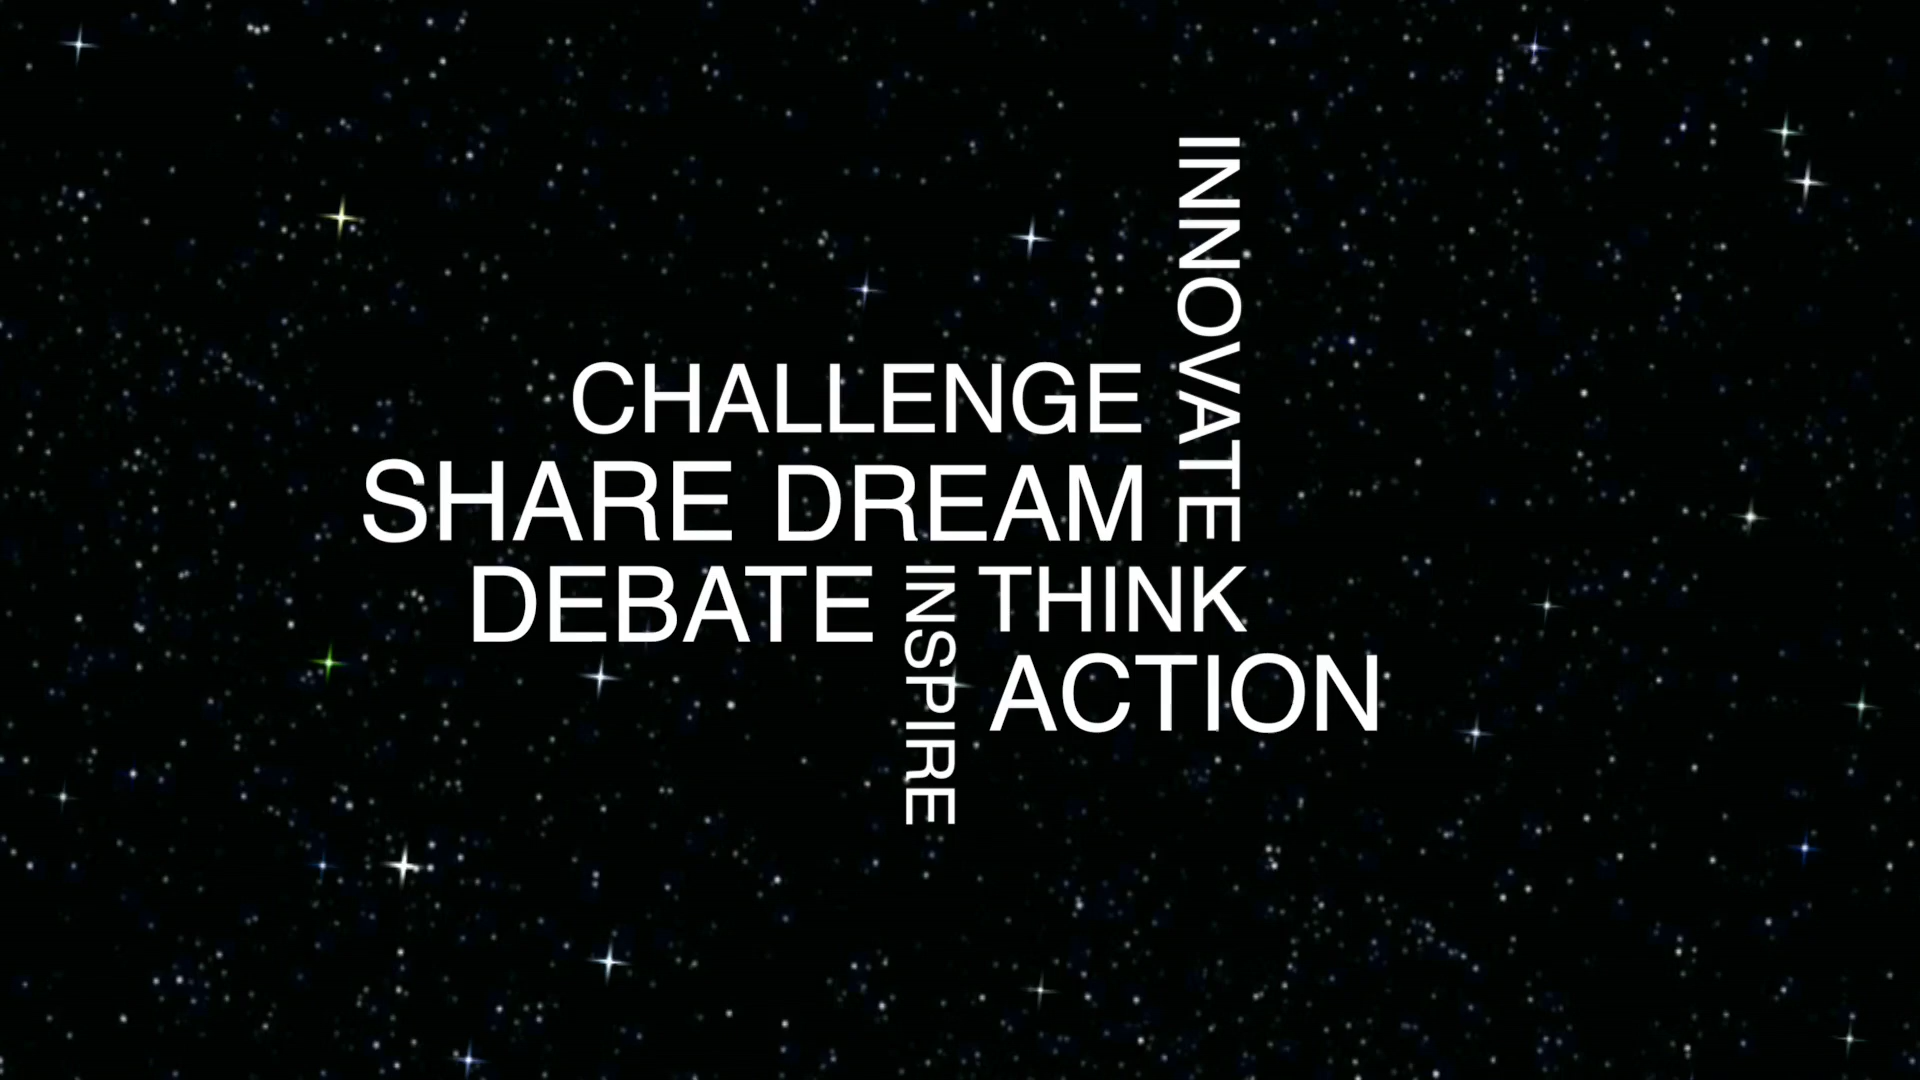 INNOVATE
CHALLENGE
SHARE DREAM
DEBATE
INSPIRE
THINK
ACTION